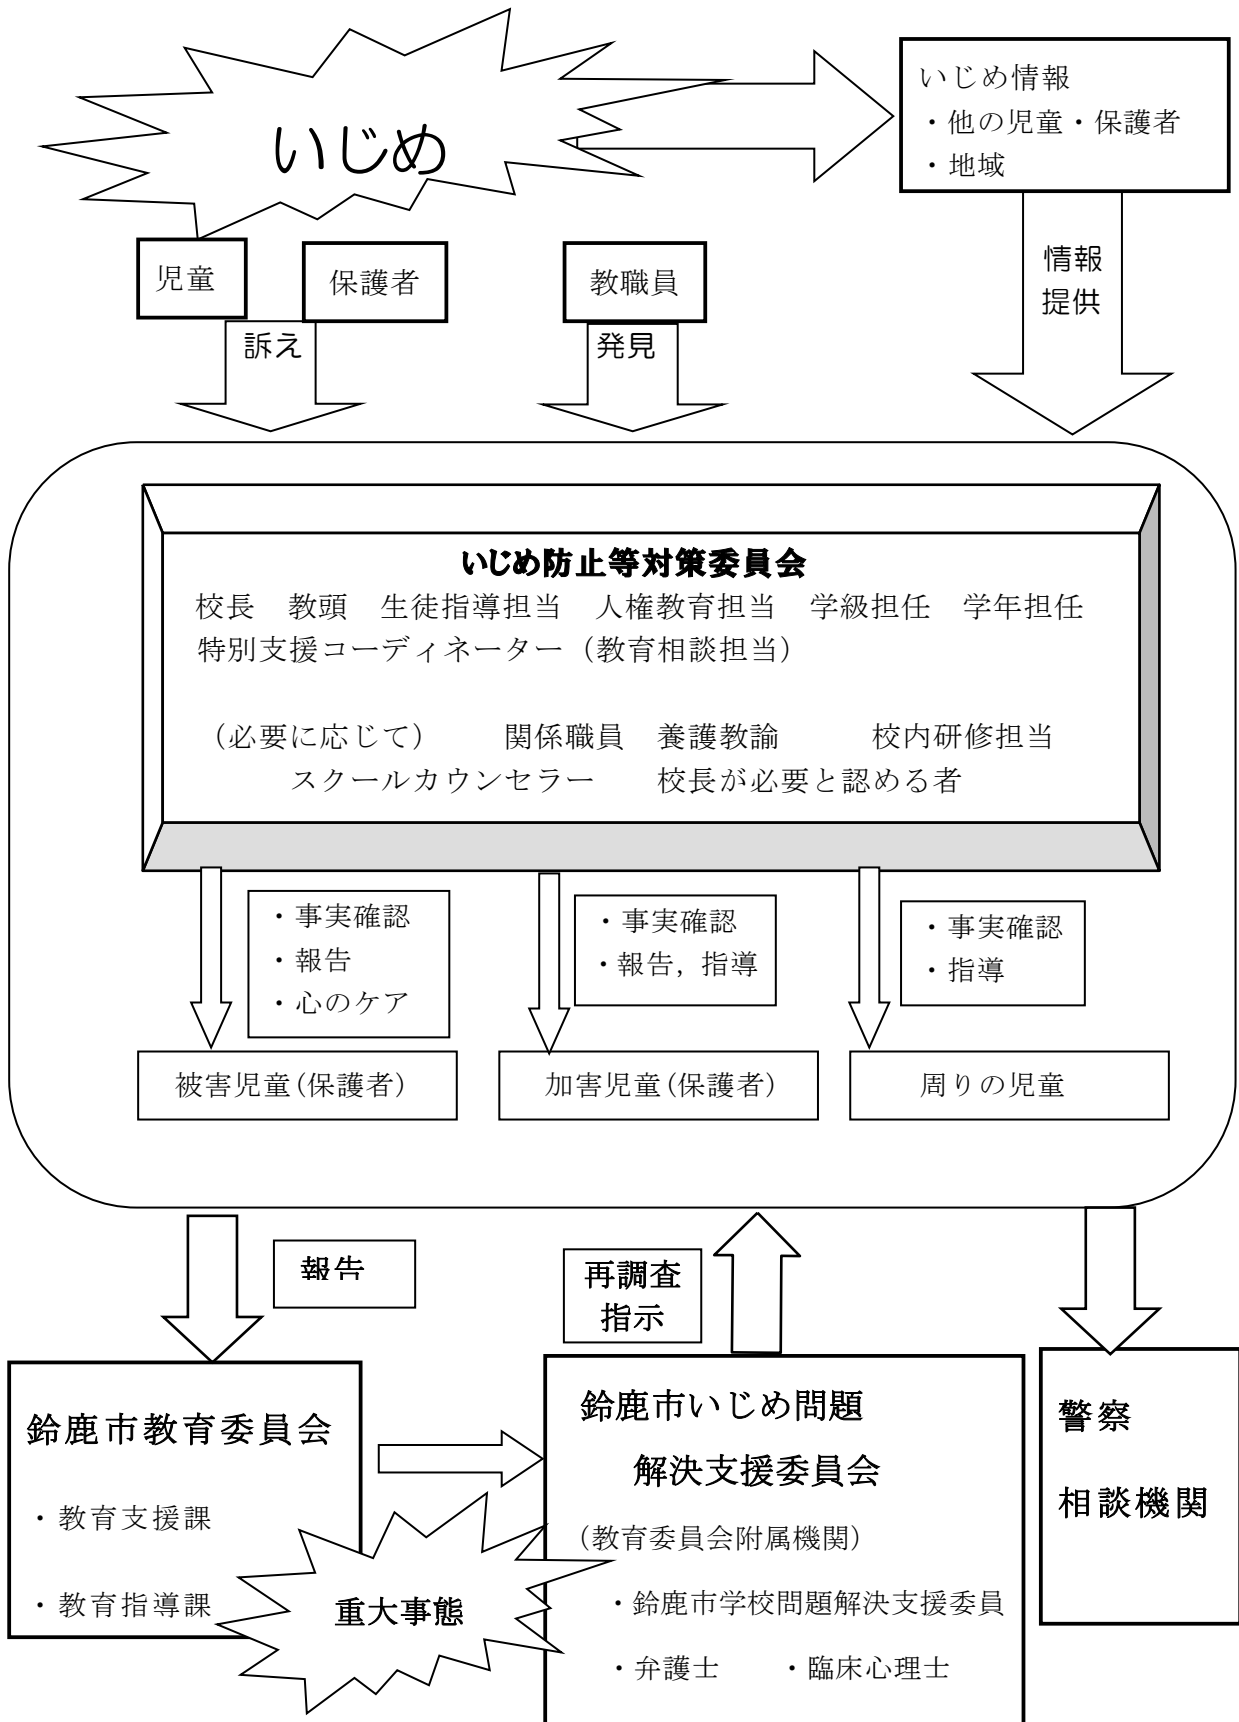 いじめ
いじめ情報
・他の児童・保護者
・地域
児童
保護者
教職員
情報
提供
訴え
発見
いじめ防止等対策委員会
校長　教頭　生徒指導担当　人権教育担当　学級担任　学年担任
特別支援コーディネーター（教育相談担当）
（必要に応じて）　　関係職員　養護教諭　　　校内研修担当
スクールカウンセラー　　校長が必要と認める者
・事実確認
・報告
・心のケア
・事実確認
・報告，指導
・事実確認
・指導
被害児童(保護者)
加害児童(保護者)
周りの児童
報告
再調査
指示
鈴鹿市教育委員会
・教育支援課
・教育指導課
重大事態
鈴鹿市いじめ問題
解決支援委員会
（教育委員会附属機関）
・鈴鹿市学校問題解決支援委員
・弁護士　　・臨床心理士
警察
相談機関